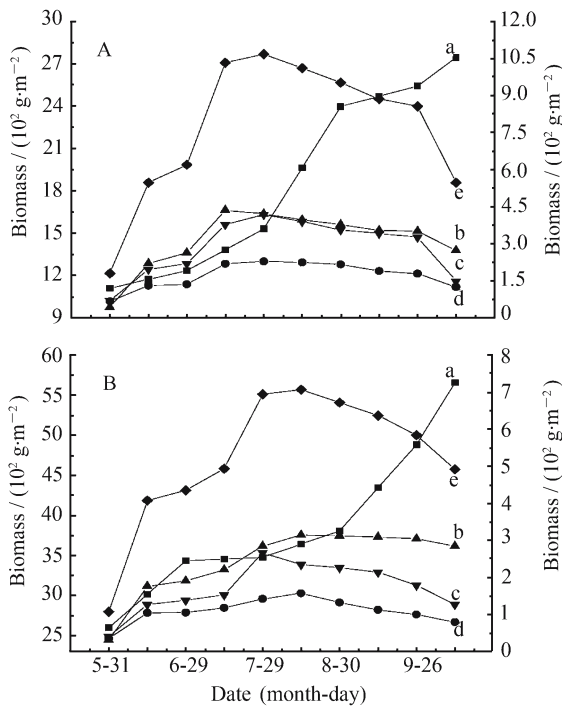 30
27
24
21
18
15
12
9
Biomass / (10² g·m⁻²)
A
a
e
b
c
d
12.0
10.5
9.0
7.5
6.0
4.5
3.0
1.5
0
Biomass / (10² g·m⁻²)
60
55
50
45
40
35
30
25
Biomass / (10² g·m⁻²)
B
a
e
b
c
d
8
7
6
5
4
3
2
1
0
Biomass / (10² g·m⁻²)
5-31 6-29 7-29 8-30 9-26
Date (month-day)